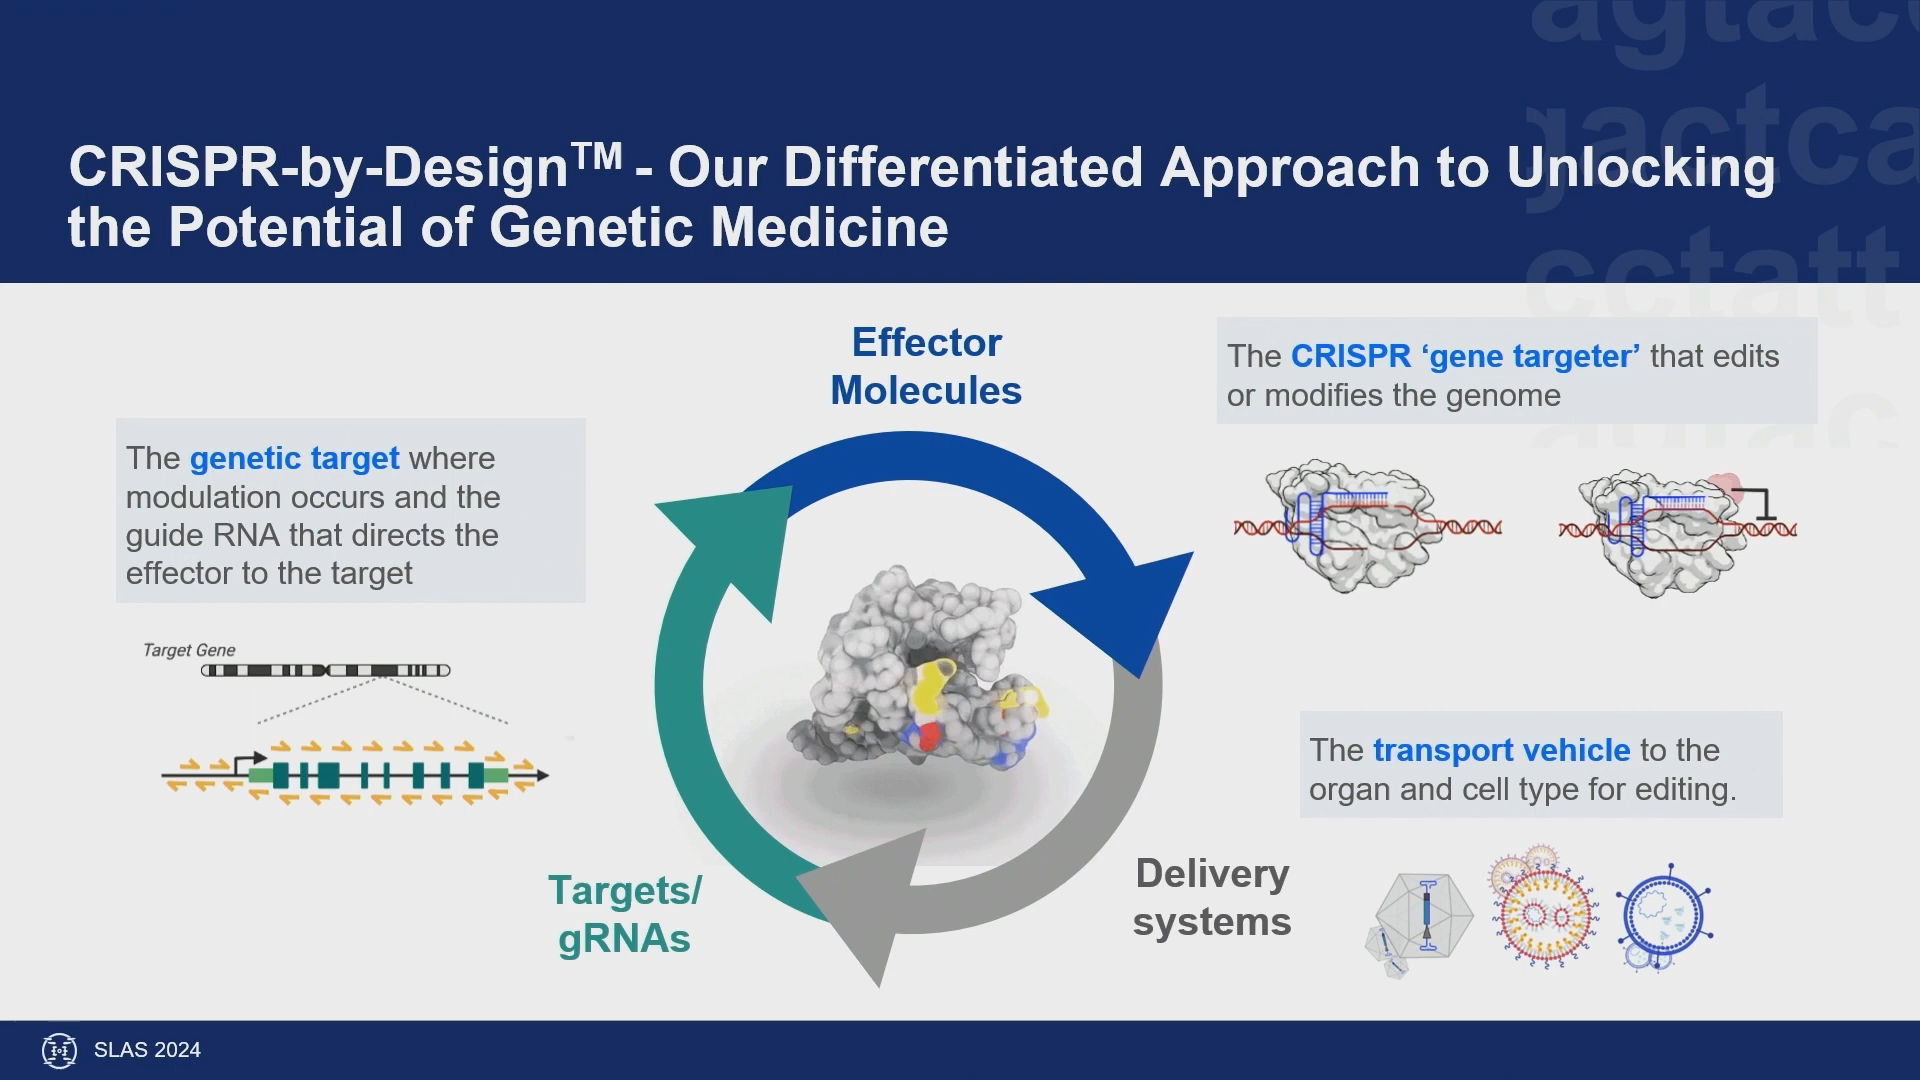 CRISPR-by-Design™ - Our Differentiated Approach to Unlocking
the Potential of Genetic Medicine
agtac
gactca
cctatt
Effector
Molecules
The CRISPR ‘gene targeter’ that edits
or modifies the genome
The genetic target where
modulation occurs and the
guide RNA that directs the
effector to the target
Target Gene
The transport vehicle to the
organ and cell type for editing.
Targets/
gRNAs
Delivery
systems
SLAS 2024